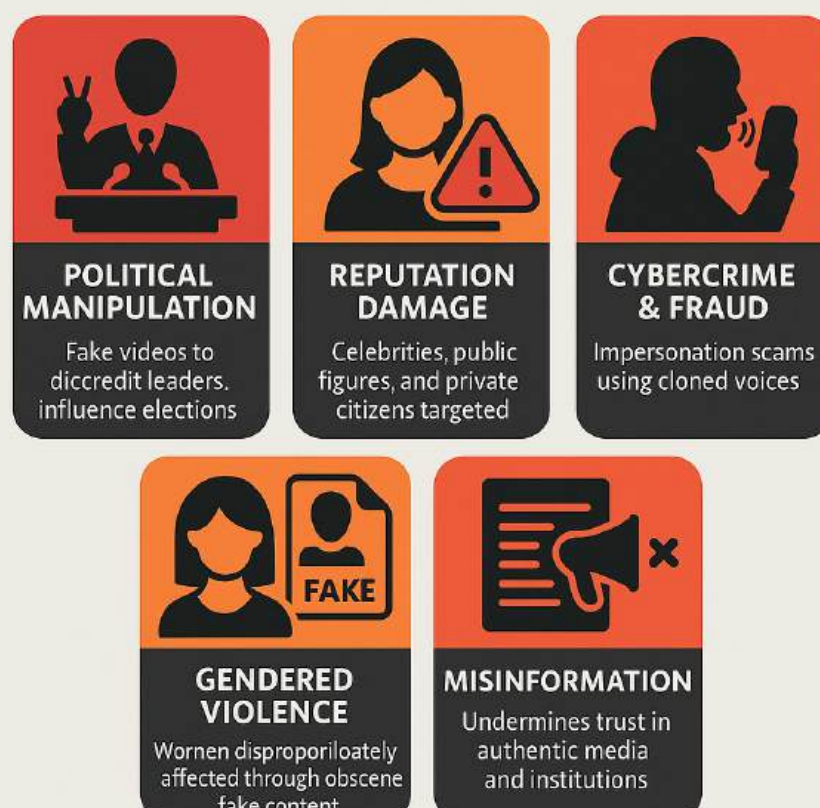 POLITICAL
MANIPULATION
Fake videos to
diccredit leaders.
influence elections
REPUTATION
DAMAGE
Celebrities, public
figures, and private
citizens targeted
CYBERCRIME
& FRAUD
Impersonation scams
using cloned voices
FAKE
GENDERED
VIOLENCE
Wornen disproporiloately
affected through obscene
fake content
MISINFORMATION
Undermines trust in
authentic media
and institutions